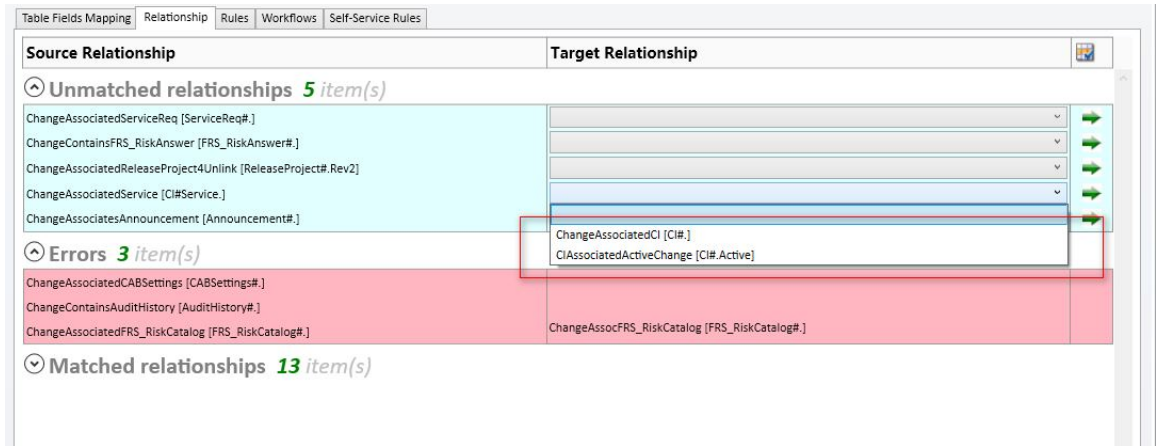 Table Fields Mapping Relationship Rules Workflows Self-Service Rules
Source Relationship Target Relationship
Unmatched relationships 5 item(s)
ChangeAssociatedServiceReq [ServiceReq#.]
ChangeContainsFRS_RiskAnswer [FRS_RiskAnswer#.]
ChangeAssociatedReleaseProject4Unlink [ReleaseProject#.Rev2]
ChangeAssociatedService [CI#Service.]
ChangeAssociatesAnnouncement [Announcement#.]
ChangeAssociatedCI [CI#.]
CIAssociatedActiveChange [CI#.Active]
Errors 3 item(s)
ChangeAssociatedCABSettings [CABSettings#.]
ChangeContainsAuditHistory [AuditHistory#.]
ChangeAssociatedFRS_RiskCatalog [FRS_RiskCatalog#.] ChangeAssocFRS_RiskCatalog [FRS_RiskCatalog#.]
Matched relationships 13 item(s)